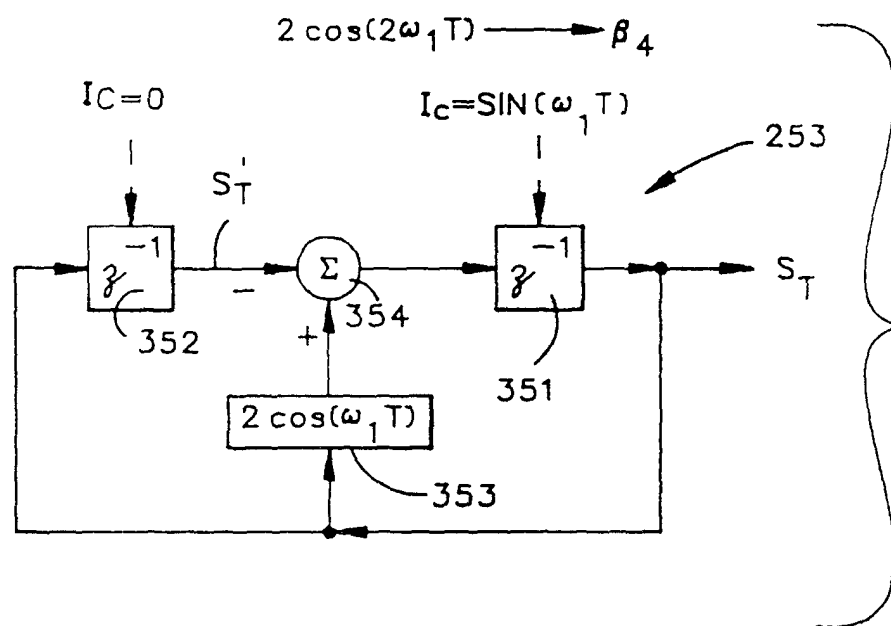 2 cos(2ω₁T) ⟶ β₄
IC=0
Ic=SIN(ω₁T)
253
S'T
z⁻¹
−
Σ
z⁻¹
ST
352
+
354
351
2 cos(ω₁T)
353